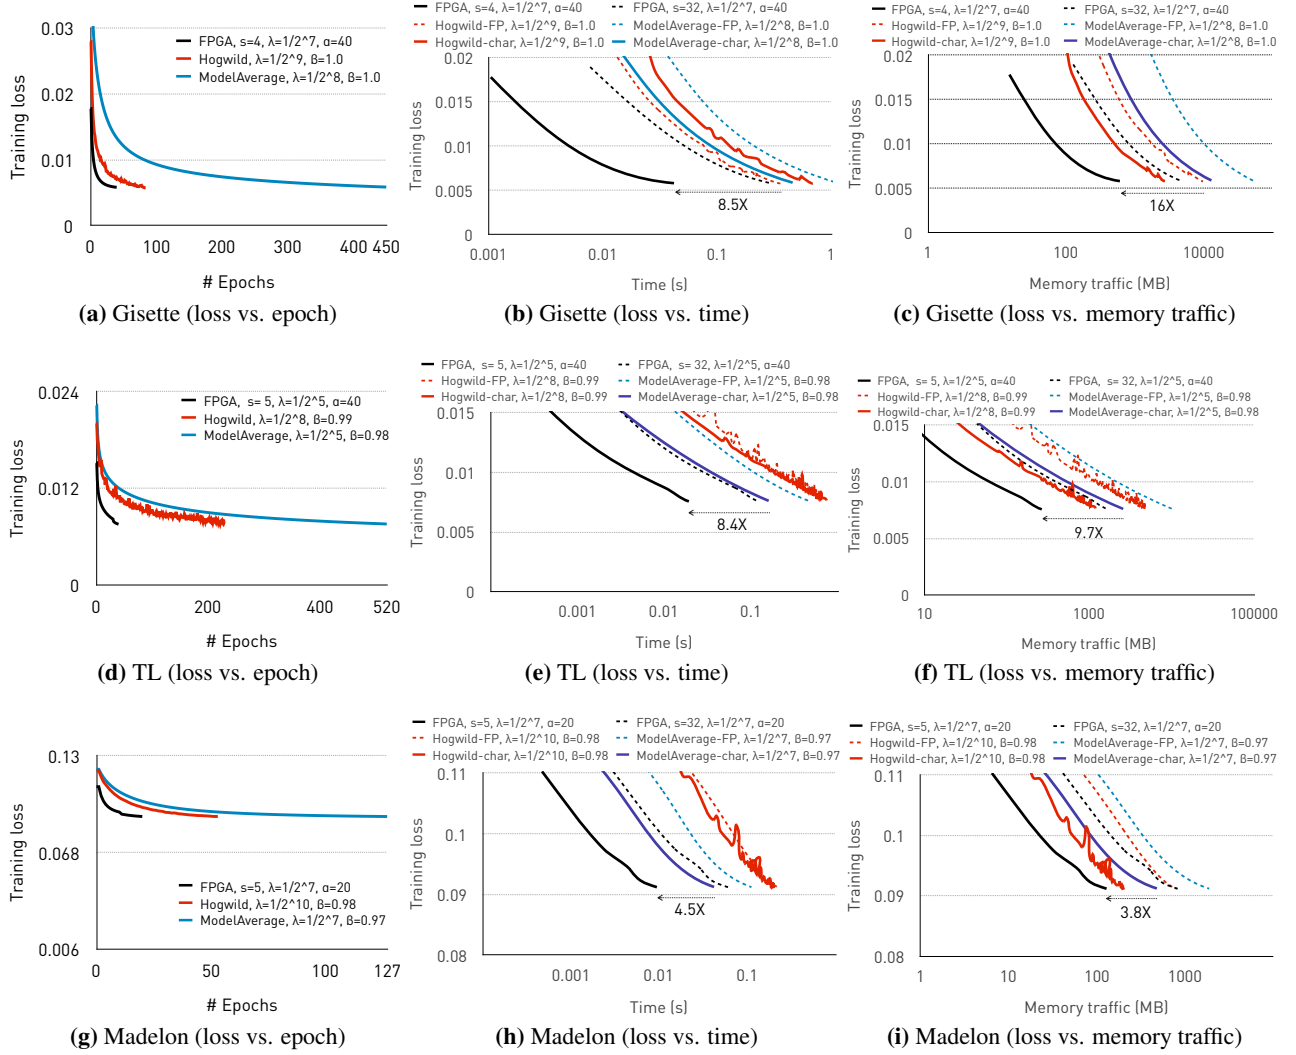 FPGA, s=4, λ=1/2^7, α=40
Hogwild, λ=1/2^9, β=1.0
ModelAverage, λ=1/2^8, β=1.0
Training loss
0.03
0.02
0.01
0
0 100 200 300 400 450
# Epochs
(a) Gisette (loss vs. epoch)
FPGA, s=4, λ=1/2^7, α=40 FPGA, s=32, λ=1/2^7, α=40
Hogwild-FP, λ=1/2^9, β=1.0 ModelAverage-FP, λ=1/2^8, β=1.0
Hogwild-char, λ=1/2^9, β=1.0 ModelAverage-char, λ=1/2^8, β=1.0
Training loss
0.02
0.015
0.01
0.005
0
8.5X
0.001 0.01 0.1 1
Time (s)
(b) Gisette (loss vs. time)
FPGA, s=4, λ=1/2^7, α=40 FPGA, s=32, λ=1/2^7, α=40
Hogwild-FP, λ=1/2^9, β=1.0 ModelAverage-FP, λ=1/2^8, β=1.0
Hogwild-char, λ=1/2^9, β=1.0 ModelAverage-char, λ=1/2^8, β=1.0
Training loss
0.02
0.015
0.01
0.005
0
16X
1 100 10000
Memory traffic (MB)
(c) Gisette (loss vs. memory traffic)
FPGA, s=5, λ=1/2^5, α=40
Hogwild, λ=1/2^8, β=0.99
ModelAverage, λ=1/2^5, β=0.98
Training loss
0.024
0.012
0
0 200 400 520
# Epochs
(d) TL (loss vs. epoch)
FPGA, s= 5, λ=1/2^5, α=40 FPGA, s= 32, λ=1/2^5, α=40
Hogwild-FP, λ=1/2^8, β=0.99 ModelAverage-FP, λ=1/2^5, β=0.98
Hogwild-char, λ=1/2^8, β=0.99 ModelAverage-char, λ=1/2^5, β=0.98
Training loss
0.015
0.01
0.005
0
8.4X
0.001 0.01 0.1
Time (s)
(e) TL (loss vs. time)
FPGA, s= 5, λ=1/2^5, α=40 FPGA, s= 32, λ=1/2^5, α=40
Hogwild-FP, λ=1/2^8, β=0.99 ModelAverage-FP, λ=1/2^5, β=0.98
Hogwild-char, λ=1/2^8, β=0.99 ModelAverage-char, λ=1/2^5, β=0.98
Training loss
0.015
0.01
0.005
0
9.7X
10 1000 100000
Memory traffic (MB)
(f) TL (loss vs. memory traffic)
Training loss
0.13
0.068
0.006
FPGA, s=5, λ=1/2^7, α=20
Hogwild, λ=1/2^10, β=0.98
ModelAverage, λ=1/2^7, β=0.97
0 50 100 127
# Epochs
(g) Madelon (loss vs. epoch)
FPGA, s=5, λ=1/2^7, α=20 FPGA, s=32, λ=1/2^7, α=20
Hogwild-FP, λ=1/2^10, β=0.98 ModelAverage-FP, λ=1/2^7, β=0.97
Hogwild-char, λ=1/2^10, β=0.98 ModelAverage-char, λ=1/2^7, β=0.97
Training loss
0.11
0.1
0.09
0.08
4.5X
0.001 0.01 0.1
Time (s)
(h) Madelon (loss vs. time)
FPGA, s=5, λ=1/2^7, α=20 FPGA, s=32, λ=1/2^7, α=20
Hogwild-FP, λ=1/2^10, β=0.98 ModelAverage-FP, λ=1/2^7, β=0.97
Hogwild-char, λ=1/2^10, β=0.98 ModelAverage-char, λ=1/2^7, β=0.97
Training loss
0.11
0.1
0.09
0.08
3.8X
1 10 100 1000
Memory traffic (MB)
(i) Madelon (loss vs. memory traffic)